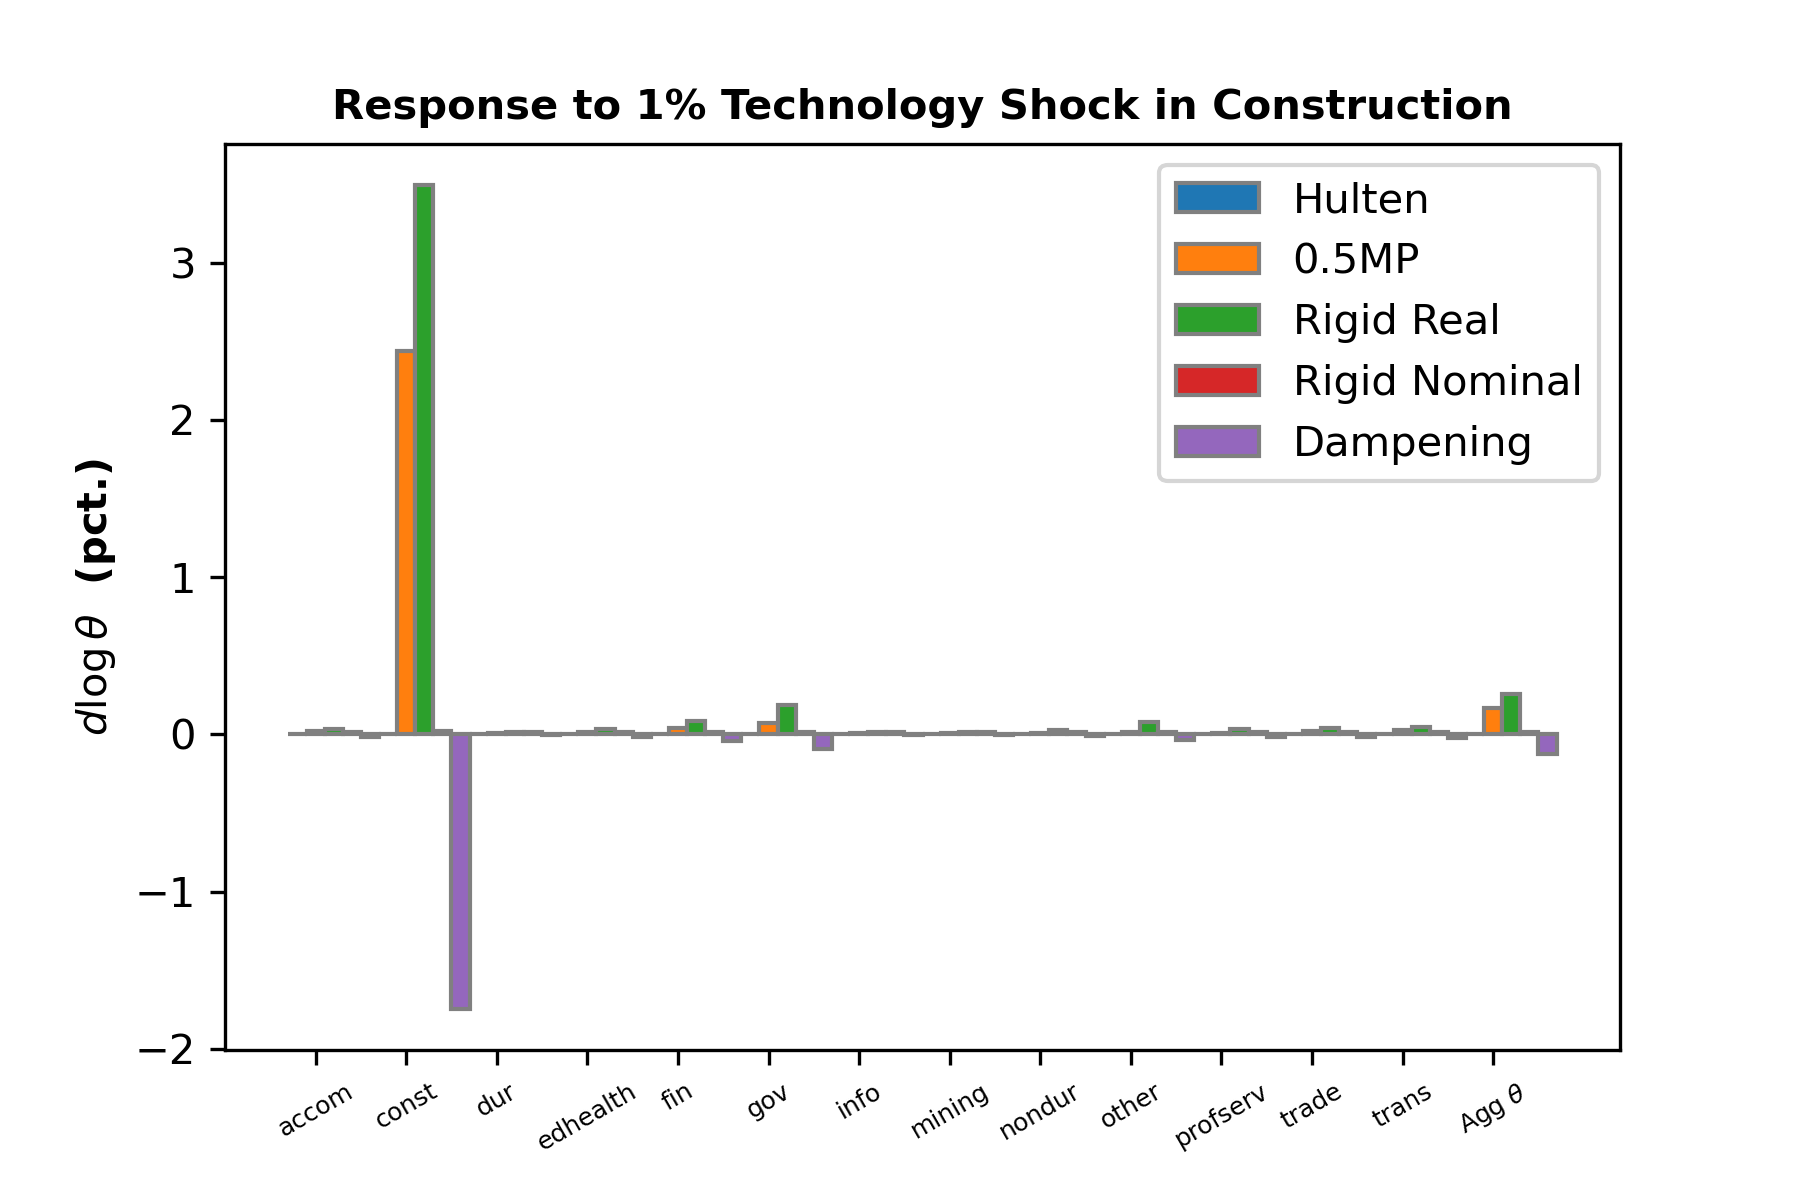 Response to 1% Technology Shock in Construction
dlog θ (pct.)
3
2
1
0
−1
−2
Hulten
0.5MP
Rigid Real
Rigid Nominal
Dampening
accom
const
dur
edhealth
fin
gov
info
mining
nondur
other
profserv
trade
trans
Agg θ